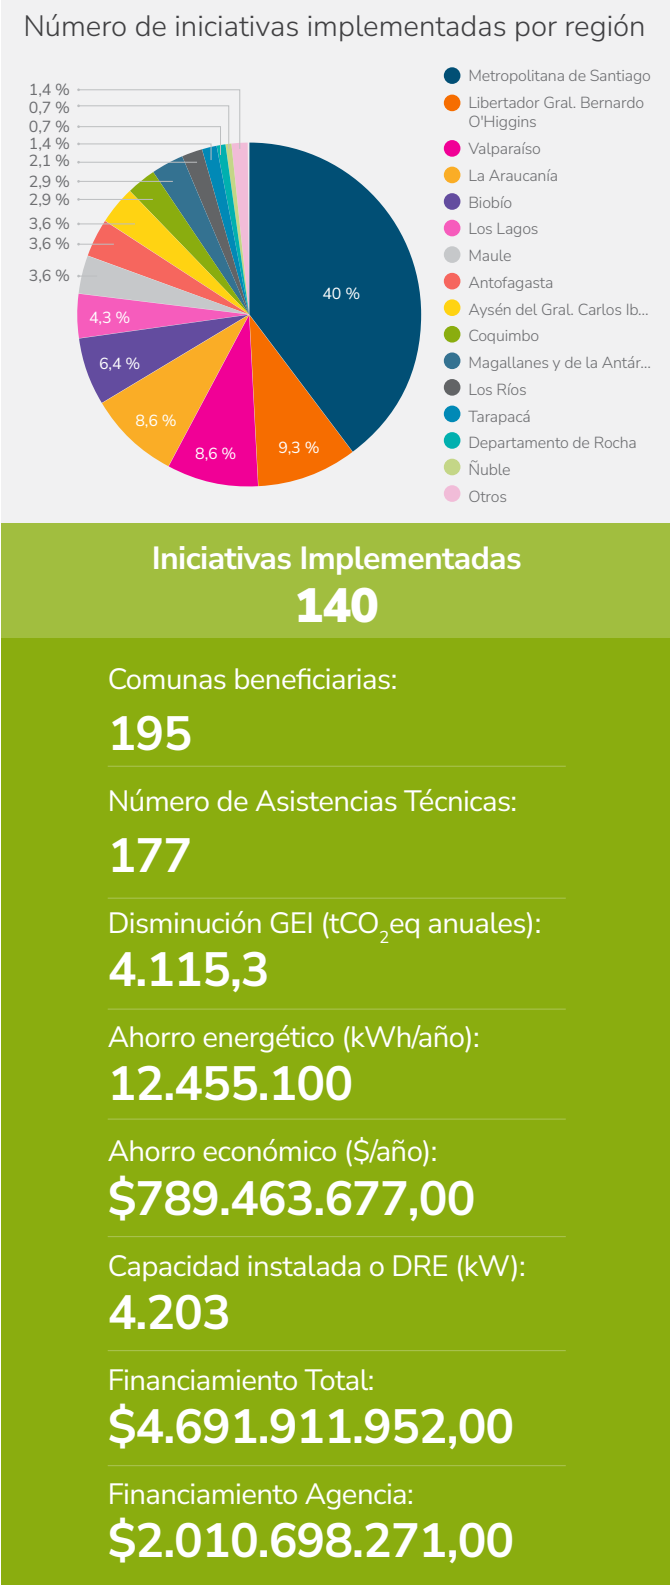 Número de iniciativas implementadas por región
1,4 %
0,7 %
0,7 %
1,4 %
2,1 %
2,9 %
2,9 %
3,6 %
3,6 %
3,6 %
4,3 %
6,4 %
8,6 %
8,6 %
9,3 %
40 %
Metropolitana de Santiago
Libertador Gral. Bernardo
O'Higgins
Valparaíso
La Araucanía
Biobío
Los Lagos
Maule
Antofagasta
Aysén del Gral. Carlos Ib...
Coquimbo
Magallanes y de la Antár...
Los Ríos
Tarapacá
Departamento de Rocha
Ñuble
Otros
Iniciativas Implementadas
140
Comunas beneficiarias:
195
Número de Asistencias Técnicas:
177
Disminución GEI (tCO₂eq anuales):
4.115,3
Ahorro energético (kWh/año):
12.455.100
Ahorro económico ($/año):
$789.463.677,00
Capacidad instalada o DRE (kW):
4.203
Financiamiento Total:
$4.691.911.952,00
Financiamiento Agencia:
$2.010.698.271,00